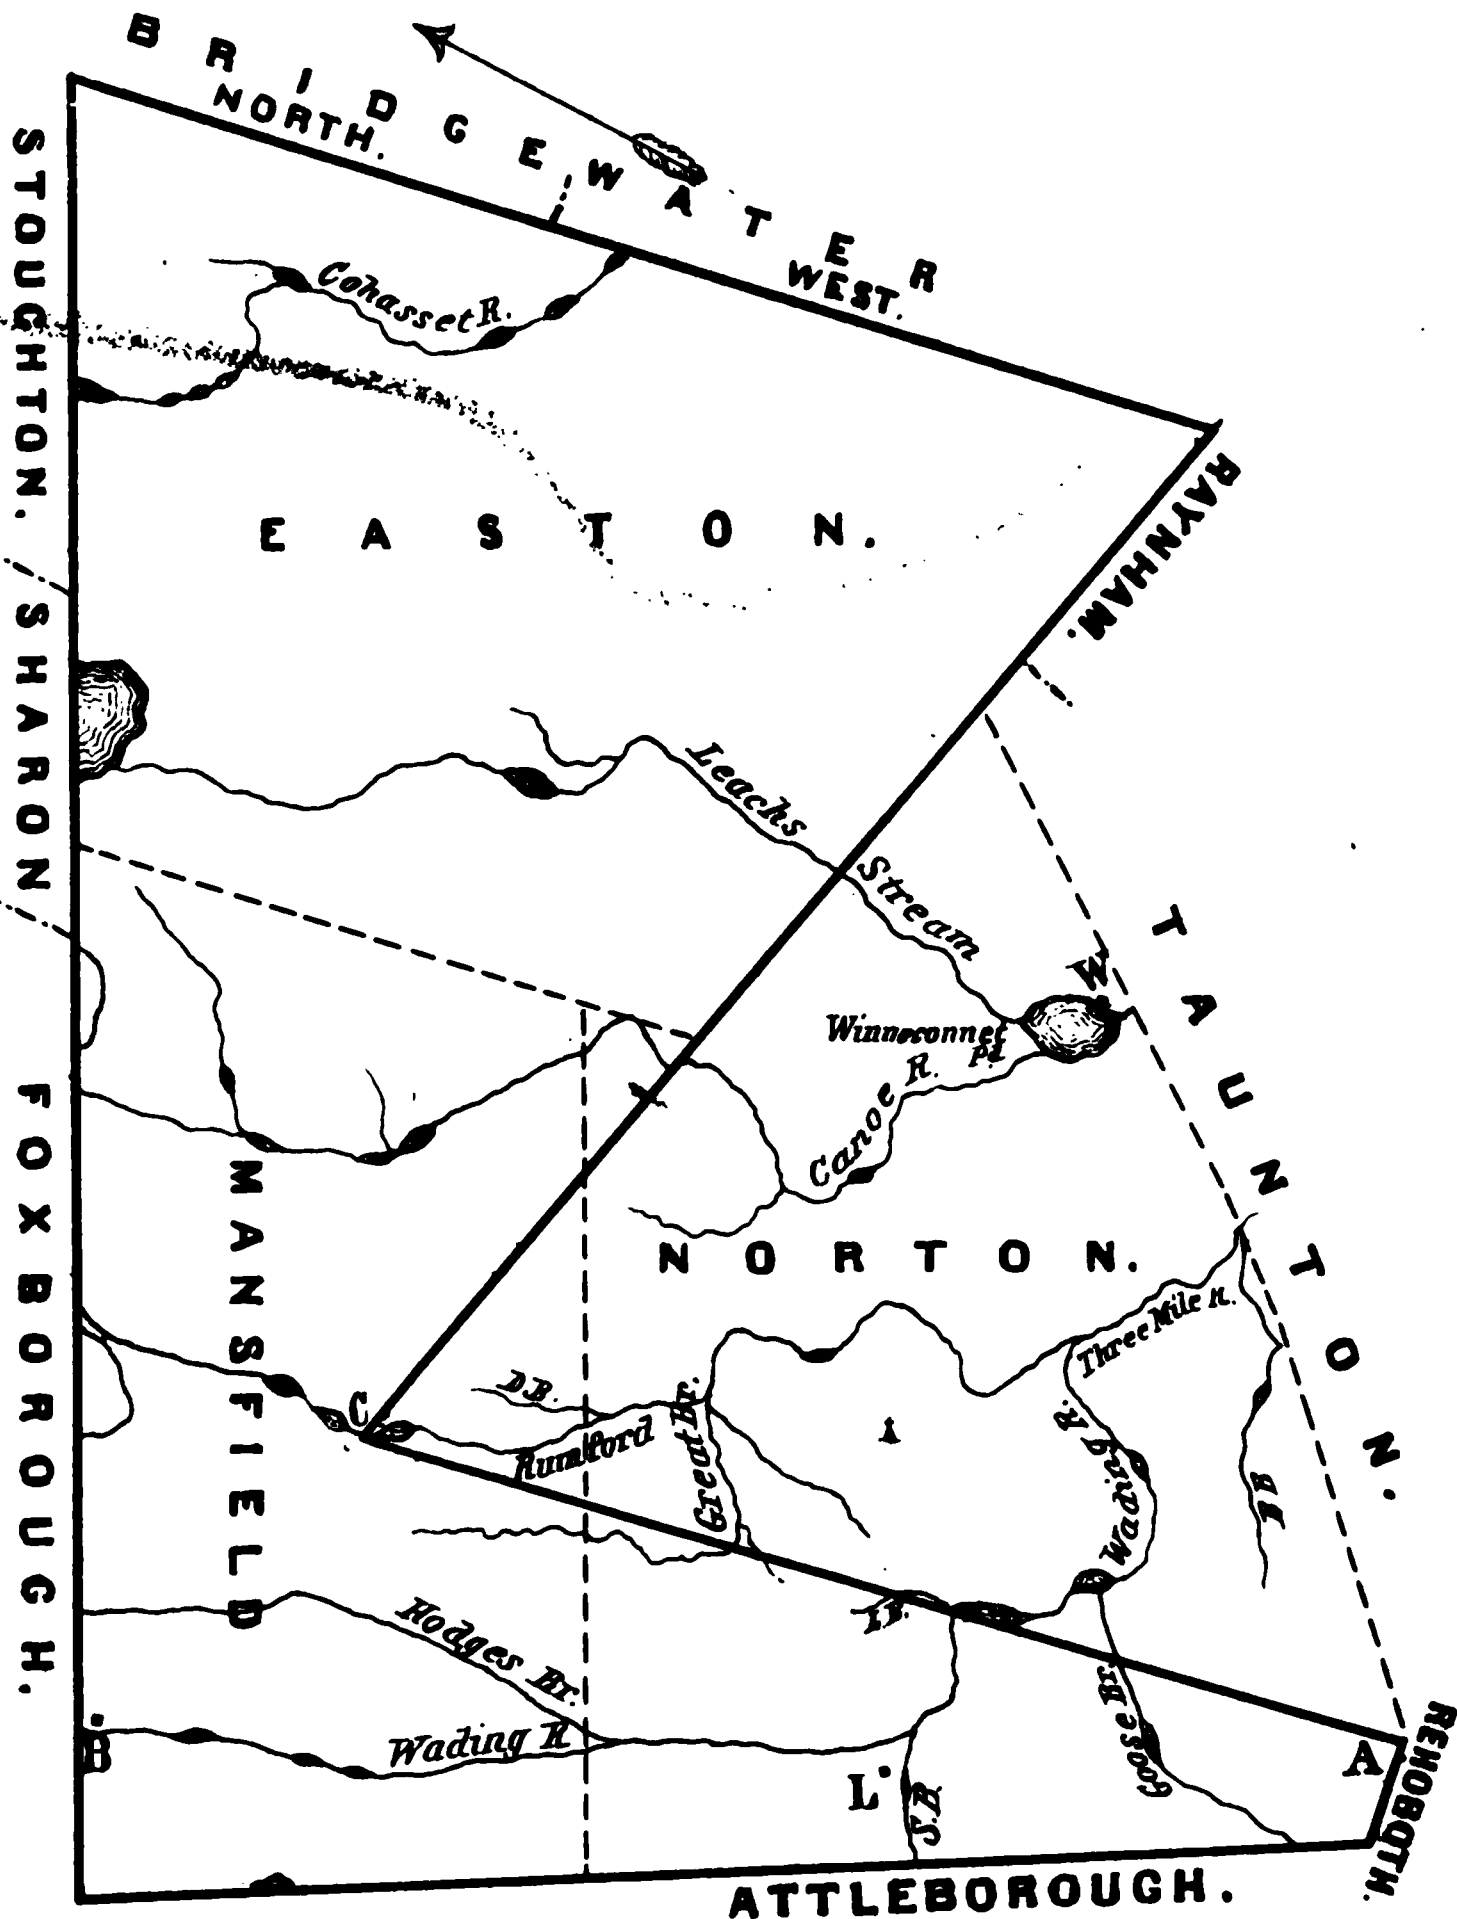 BRIDGEWATER
NORTH.
WEST.
STOUGHTON.
Cohasset R.
RAYNHAM.
EASTON.
SHARON
Leachs Stream
W
Winneconnet Pd.
Canoe R.
TAUNTON.
FOXBOROUGH.
MANSFIELD
NORTON.
Three Mile R.
D.B.
C
Rumford
Great Br.
Wading R.
B B
I.B.
Hodges Br.
Goose Br.
Wading R
B
L
S.B.
A
REHOBOTH.
ATTLEBOROUGH.